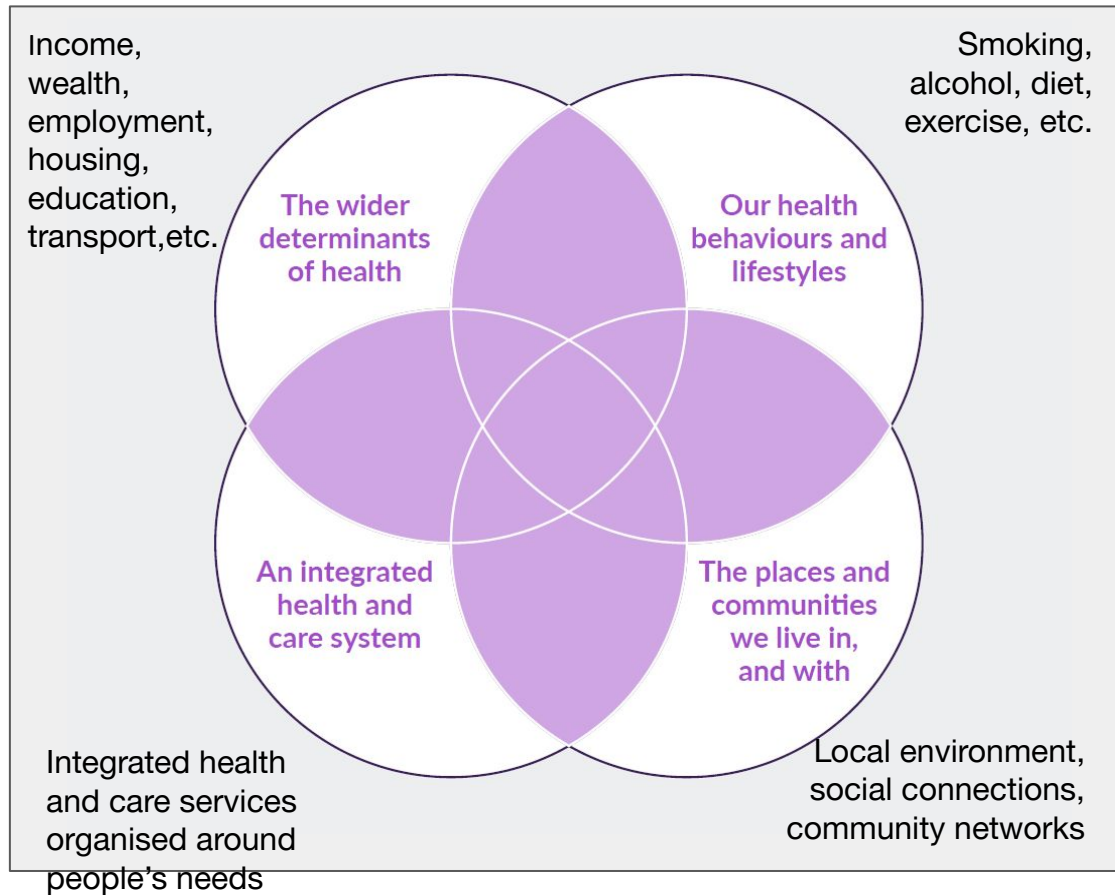 Income,
wealth,
employment,
housing,
education,
transport,etc.
Smoking,
alcohol, diet,
exercise, etc.
The wider
determinants
of health
Our health
behaviours and
lifestyles
An integrated
health and
care system
The places and
communities
we live in,
and with
Integrated health
and care services
organised around
people’s needs
Local environment,
social connections,
community networks